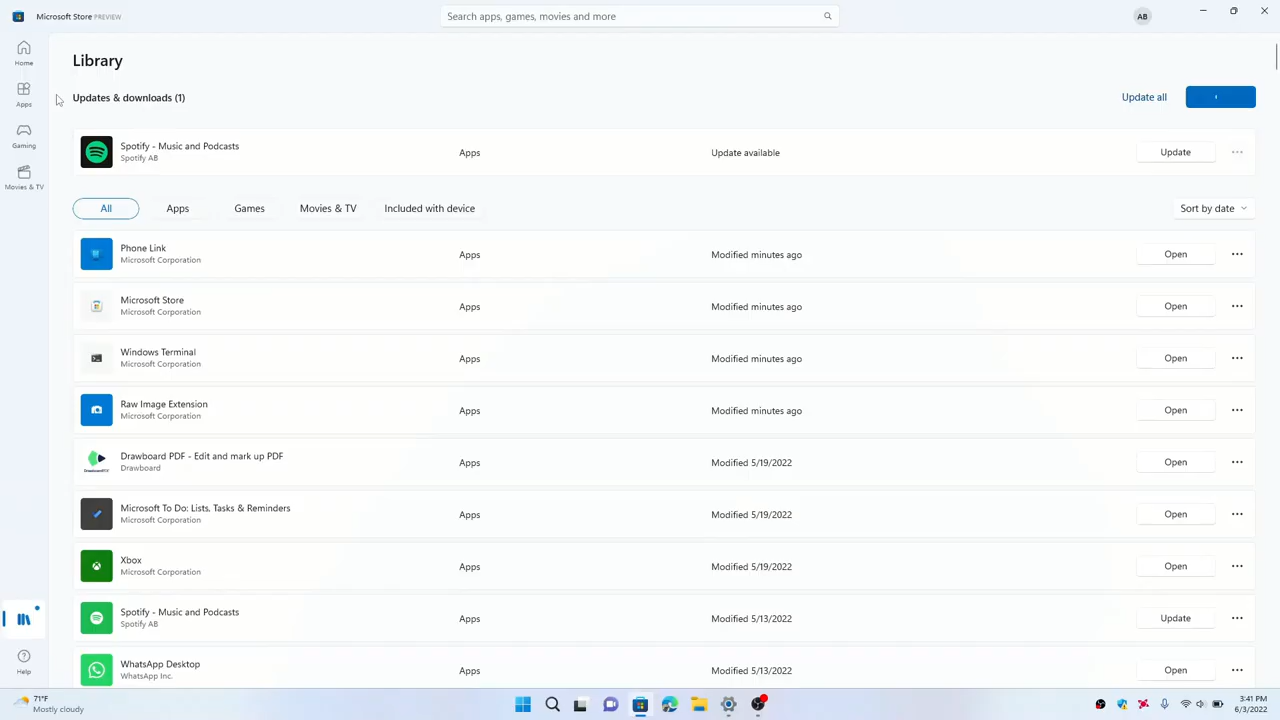 Microsoft Store PREVIEW
Search apps, games, movies and more
AB
Home
Apps
Gaming
Movies & TV
Help
Library
Updates & downloads (1)
Update all
Spotify - Music and Podcasts
Spotify AB
Apps
Update available
Update
All
Apps
Games
Movies & TV
Included with device
Sort by date
Phone Link
Microsoft Corporation
Apps
Modified minutes ago
Open
Microsoft Store
Microsoft Corporation
Apps
Modified minutes ago
Open
Windows Terminal
Microsoft Corporation
Apps
Modified minutes ago
Open
Raw Image Extension
Microsoft Corporation
Apps
Modified minutes ago
Open
Drawboard PDF - Edit and mark up PDF
Drawboard
Apps
Modified 5/19/2022
Open
Microsoft To Do: Lists, Tasks & Reminders
Microsoft Corporation
Apps
Modified 5/19/2022
Open
Xbox
Microsoft Corporation
Apps
Modified 5/19/2022
Open
Spotify - Music and Podcasts
Spotify AB
Apps
Modified 5/13/2022
Update
WhatsApp Desktop
WhatsApp Inc.
Apps
Modified 5/13/2022
Open
71°F
Mostly cloudy
3:41 PM
6/3/2022